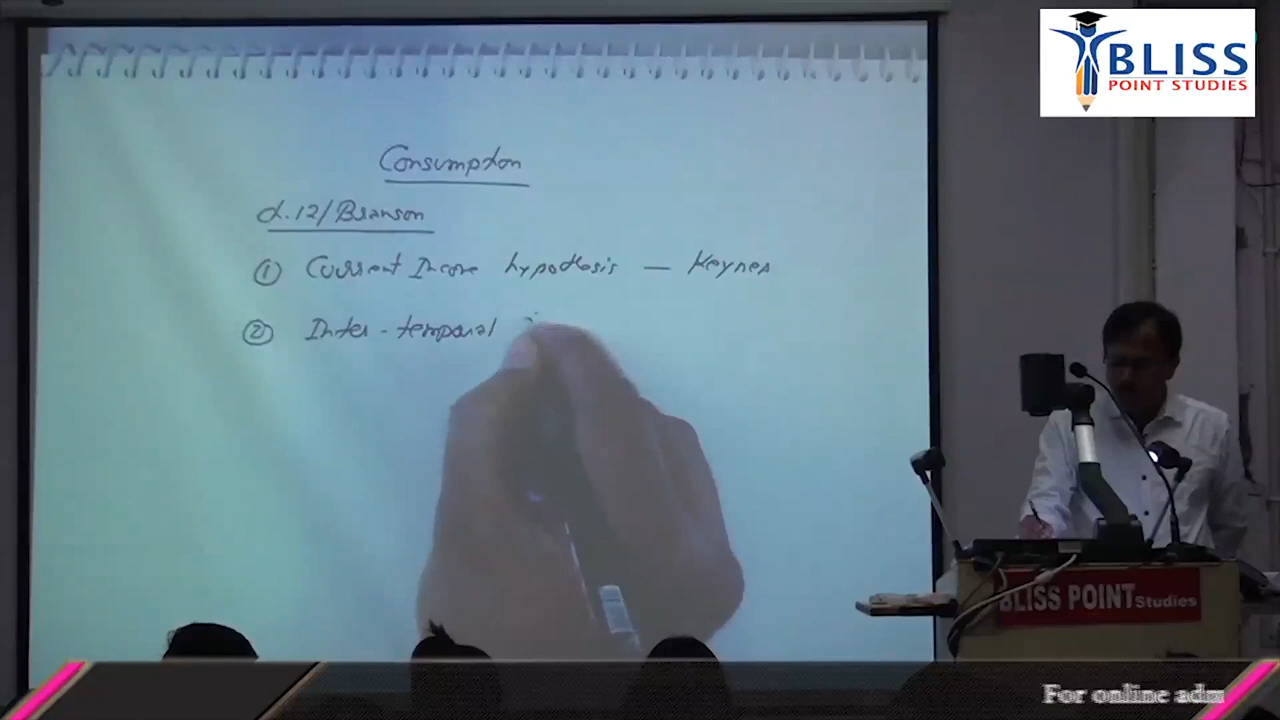 BLISS
POINT STUDIES
Consumption
d.12/Branson
① Current Income hypothesis — Keynes
② Inter-temporal
BLISS POINT Studies
For online adm